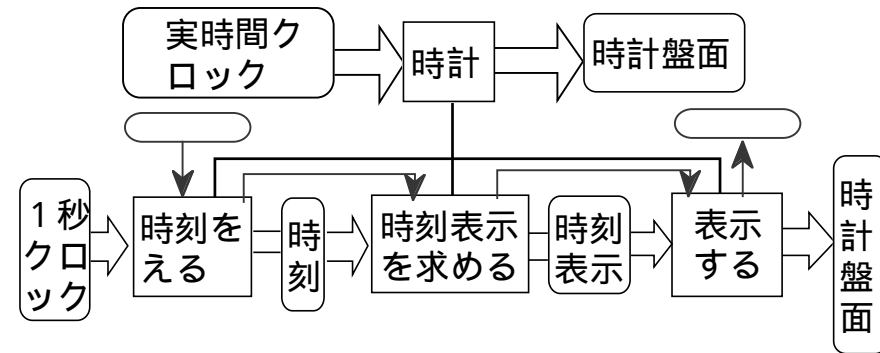 実時間ク
ロック
時計
時計盤面
１秒
クロ
ック
時刻を
える
時
刻
時刻表示
を求める
時刻
表示
表示
する
時
計
盤
面